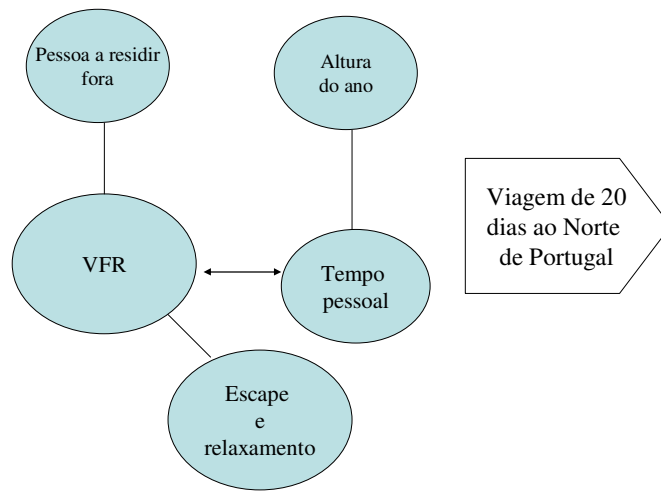 Pessoa a residir
fora
Altura
do ano
VFR
Tempo
pessoal
Viagem de 20
dias ao Norte
de Portugal
Escape
e
relaxamento